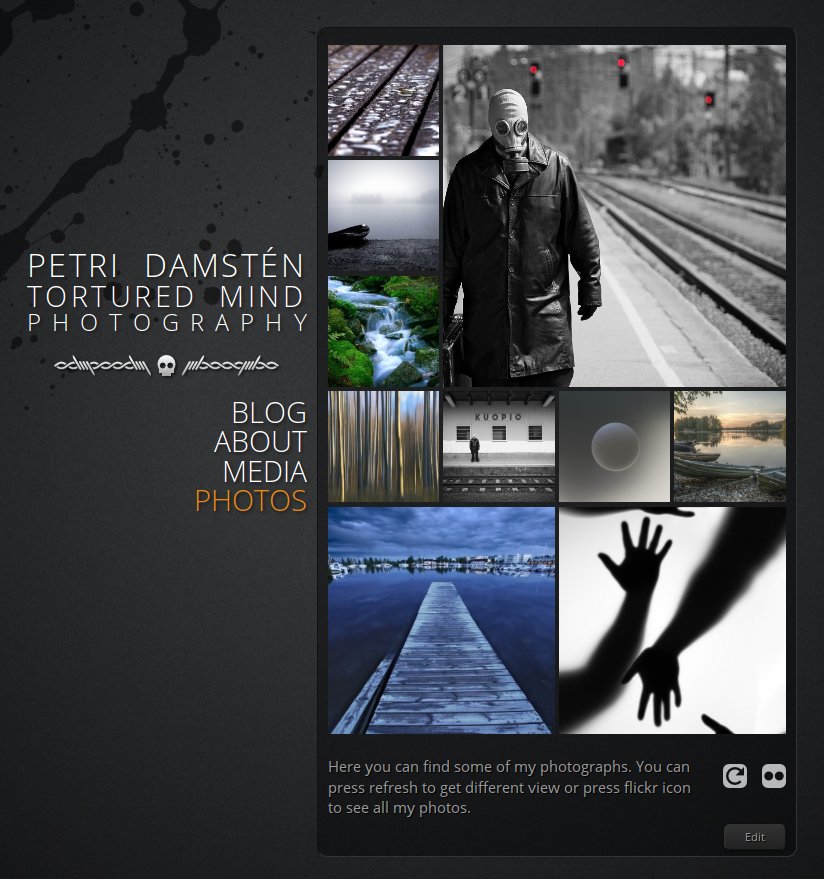 PETRI DAMSTÉN
TORTURED MIND
PHOTOGRAPHY
BLOG
ABOUT
MEDIA
PHOTOS
KUOPIO
Here you can find some of my photographs. You can
press refresh to get different view or press flickr icon
to see all my photos.
Edit